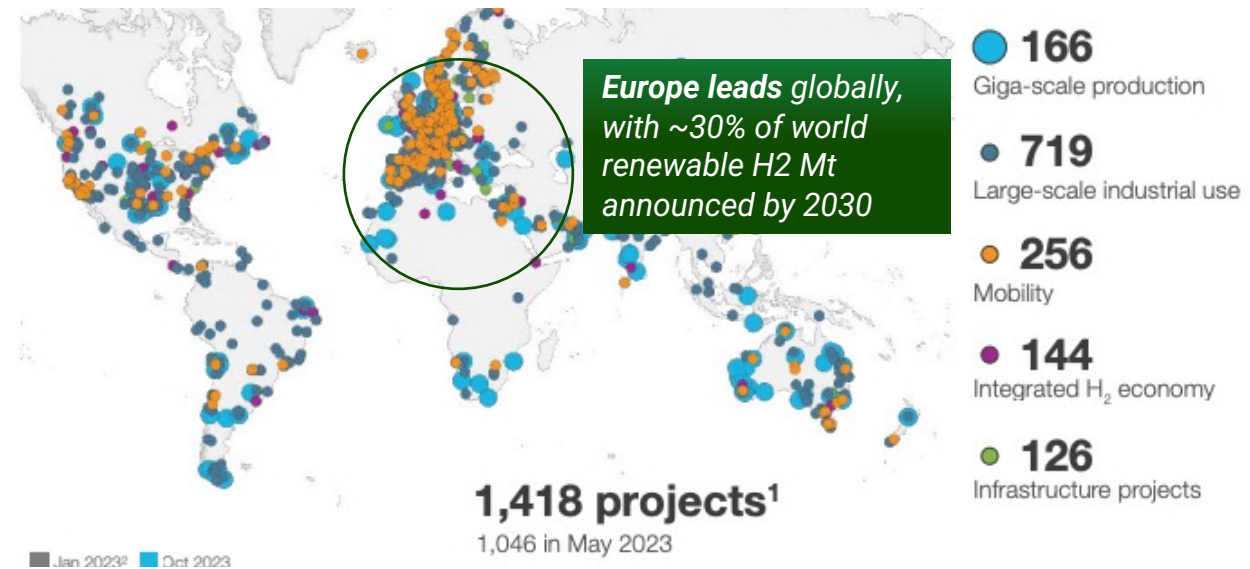 Europe leads globally,
with ~30% of world
renewable H2 Mt
announced by 2030
166
Giga-scale production
719
Large-scale industrial use
256
Mobility
144
Integrated H₂ economy
126
Infrastructure projects
1,418 projects¹
1,046 in May 2023
Jan 2023² Oct 2023